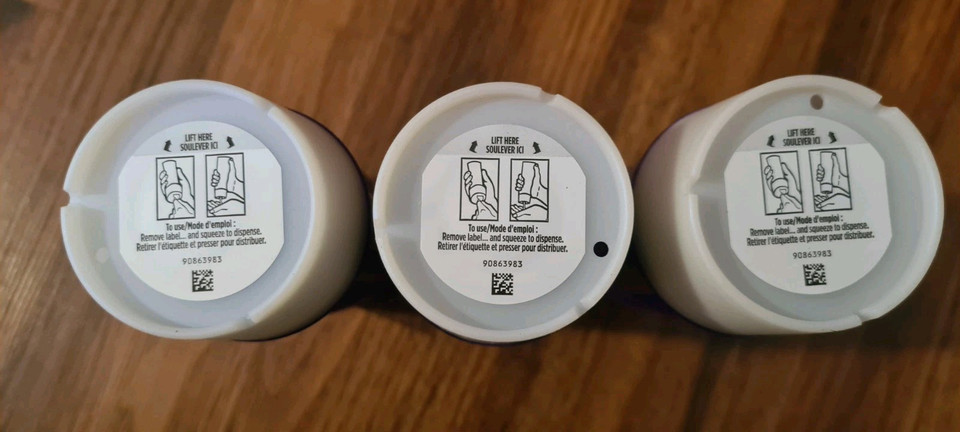 LIFT HERE
SOULEVER ICI
To use/Mode d'emploi :
Remove label... and squeeze to dispense.
Retirer l'étiquette et presser pour distribuer.
90863983
LIFT HERE
SOULEVER ICI
To use/Mode d'emploi :
Remove label... and squeeze to dispense.
Retirer l'étiquette et presser pour distribuer.
90863983
LIFT HERE
SOULEVER ICI
To use/Mode d'emploi :
Remove label... and squeeze to dispense.
Retirer l'étiquette et presser pour distribuer.
90863983